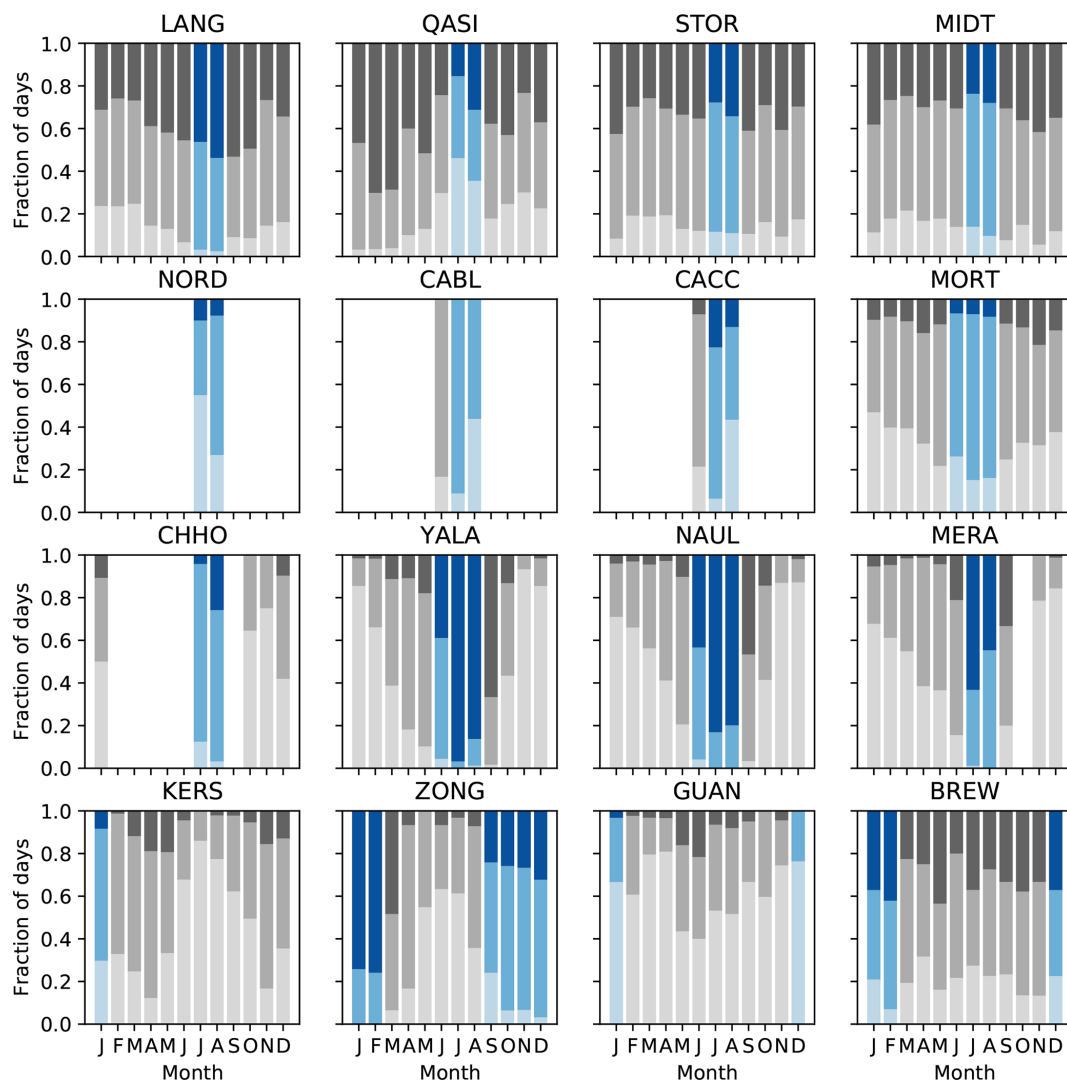 LANG QASI STOR MIDT
Fraction of days
1.0
0.8
0.6
0.4
0.2
0.0
NORD CABL CACC MORT
Fraction of days
1.0
0.8
0.6
0.4
0.2
0.0
CHHO YALA NAUL MERA
Fraction of days
1.0
0.8
0.6
0.4
0.2
0.0
KERS ZONG GUAN BREW
Fraction of days
1.0
0.8
0.6
0.4
0.2
0.0
J F M A M J J A S O N D J F M A M J J A S O N D J F M A M J J A S O N D J F M A M J J A S O N D
Month Month Month Month